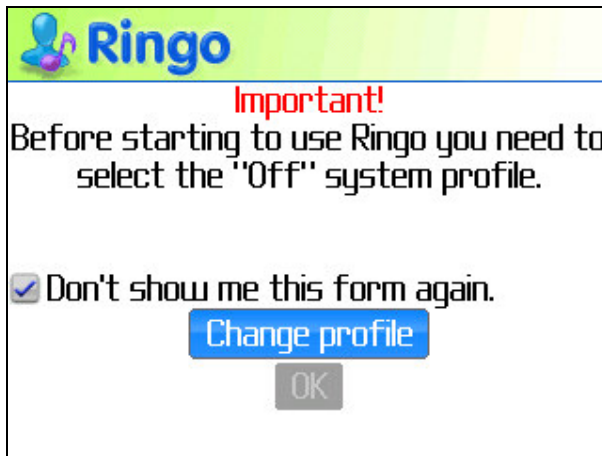 Ringo
Important!
Before starting to use Ringo you need to
select the "Off" system profile.
Don't show me this form again.
Change profile
OK